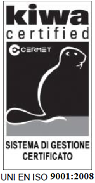 kiwa
certified
CERMET
SISTEMA DI GESTIONE
CERTIFICATO
UNI EN ISO 9001:2008